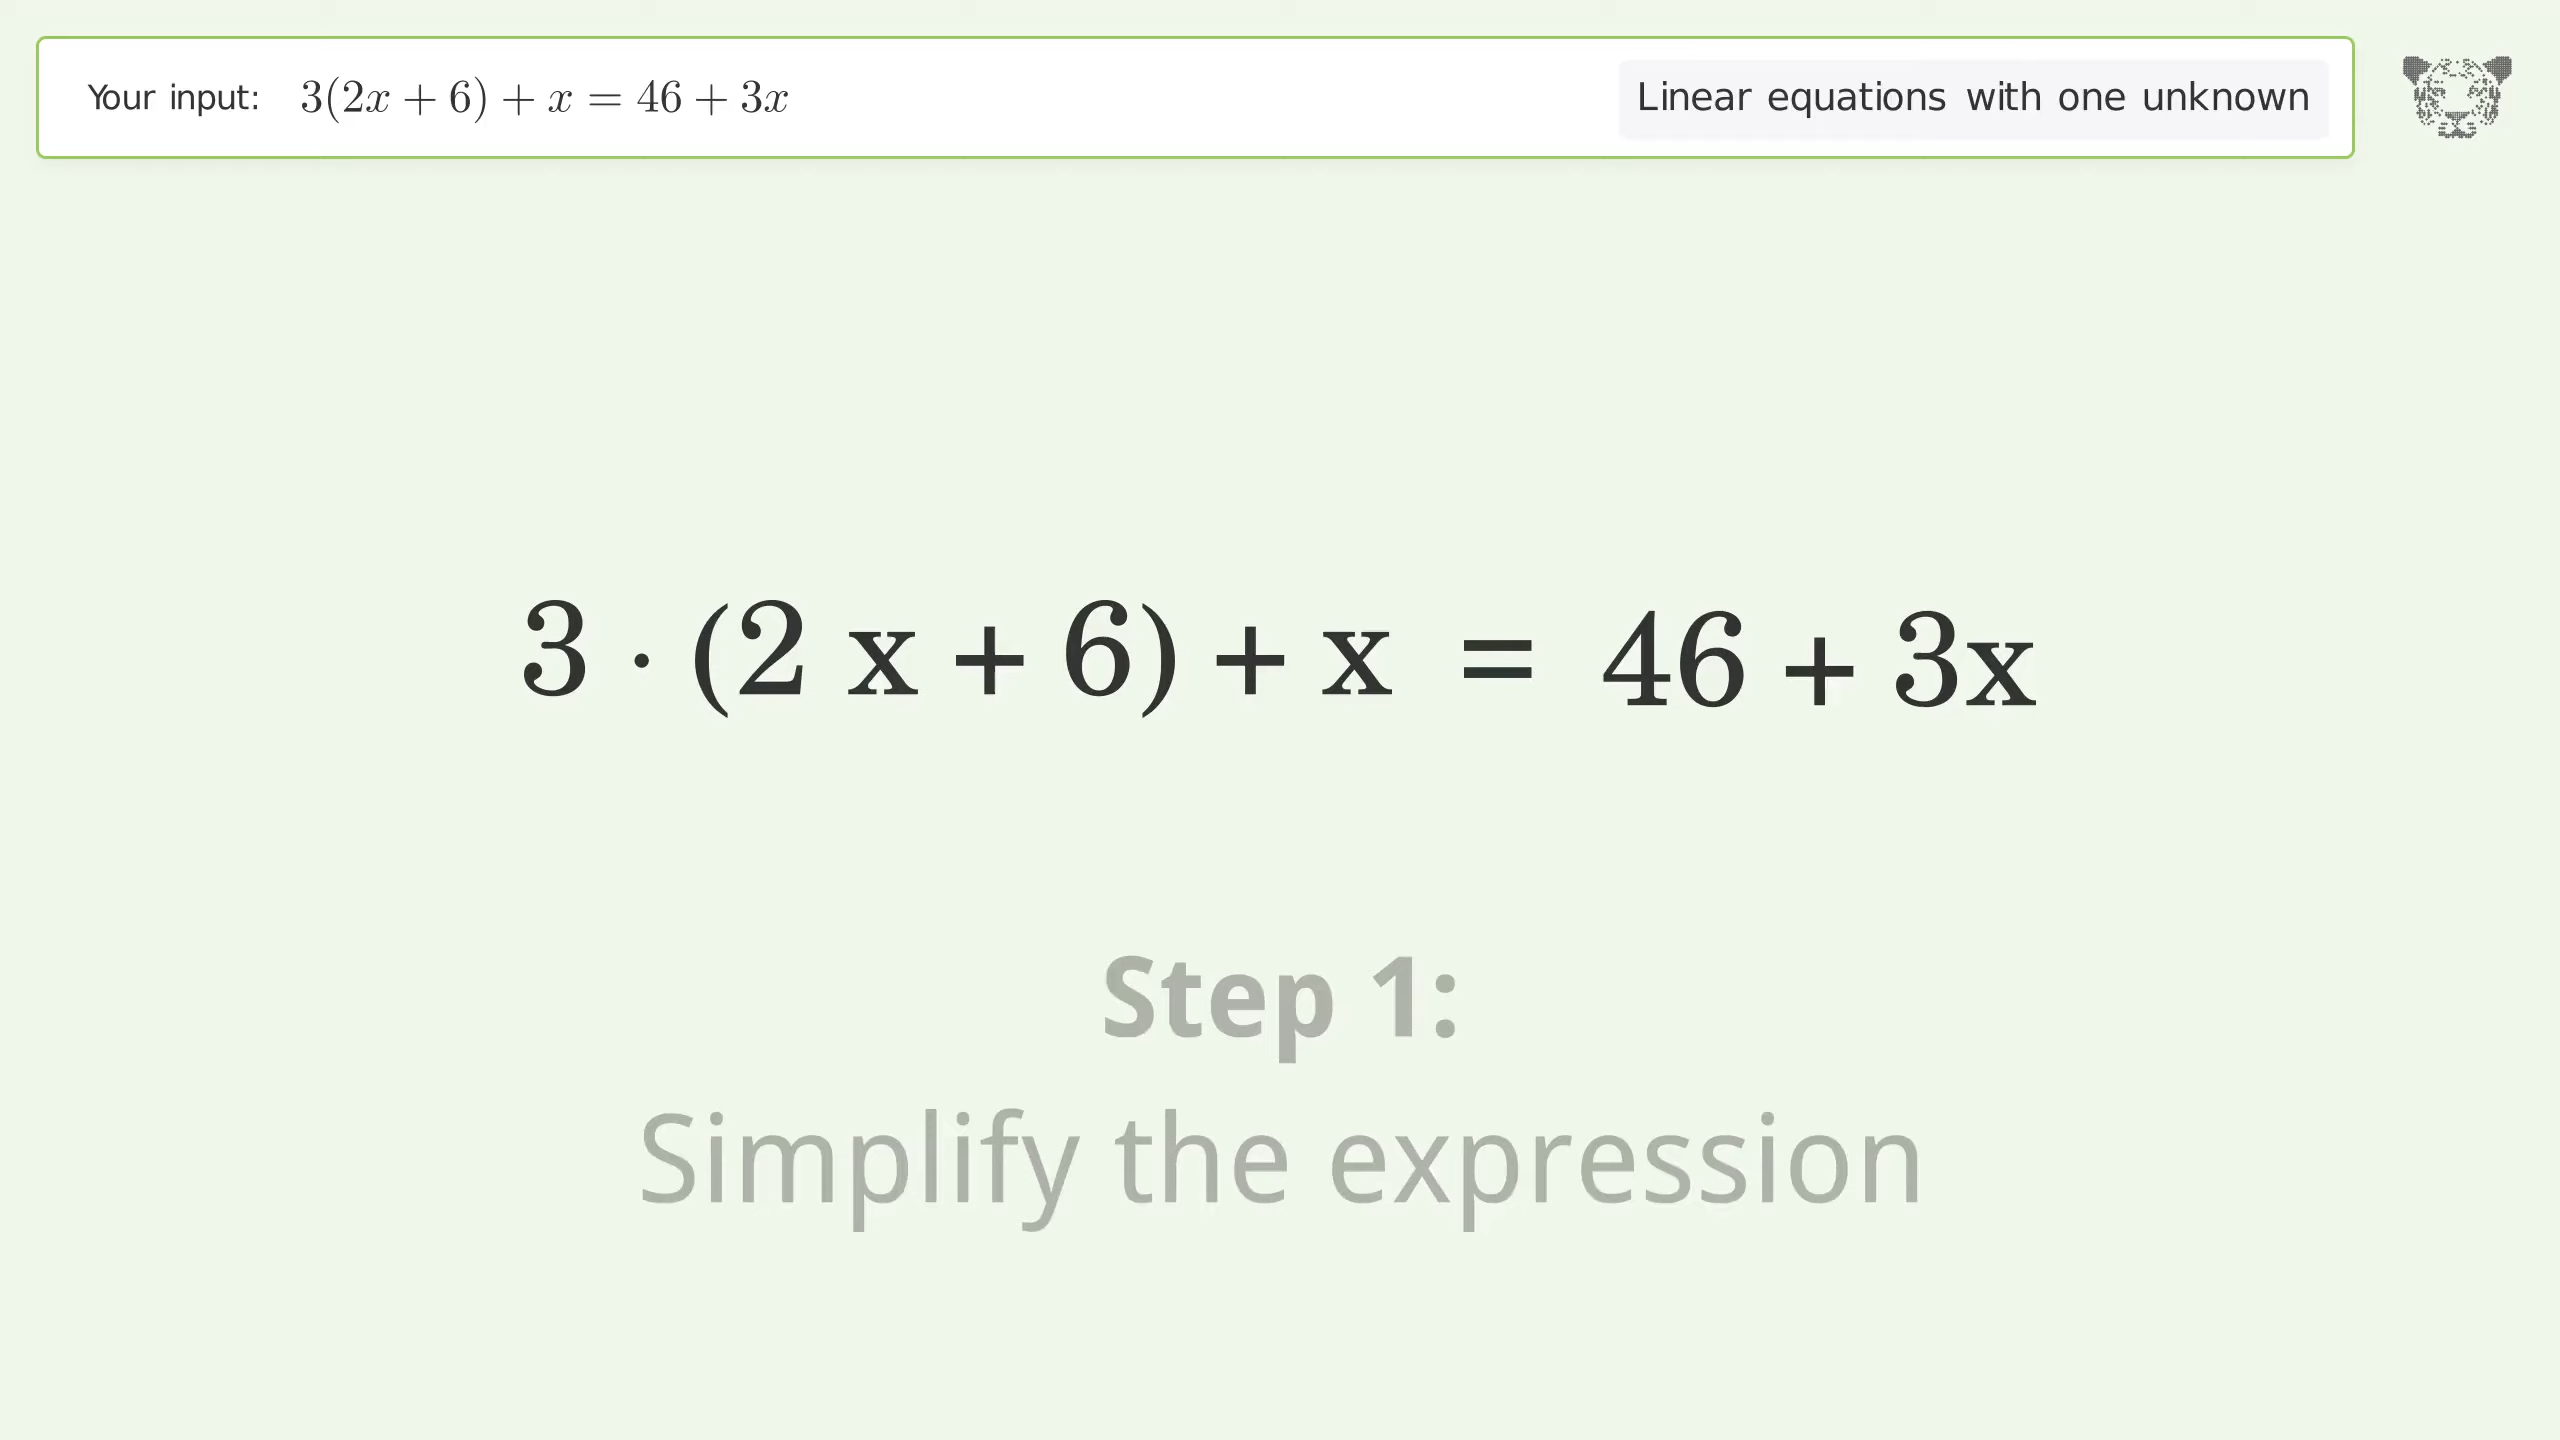 Your input: 3(2x + 6) + x = 46 + 3x Linear equations with one unknown
3 · (2 x + 6) + x = 46 + 3x
Step 1:
Simplify the expression